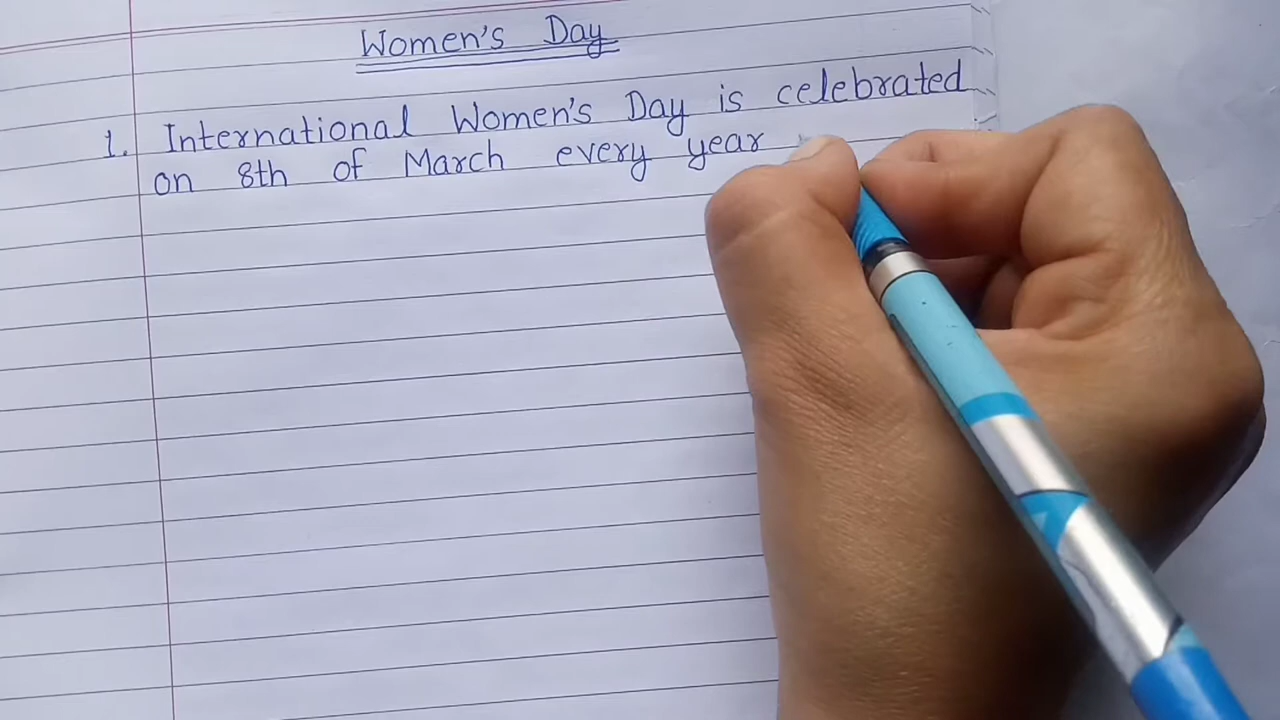 Women's Day
1. International Women's Day is celebrated
on 8th of March every year